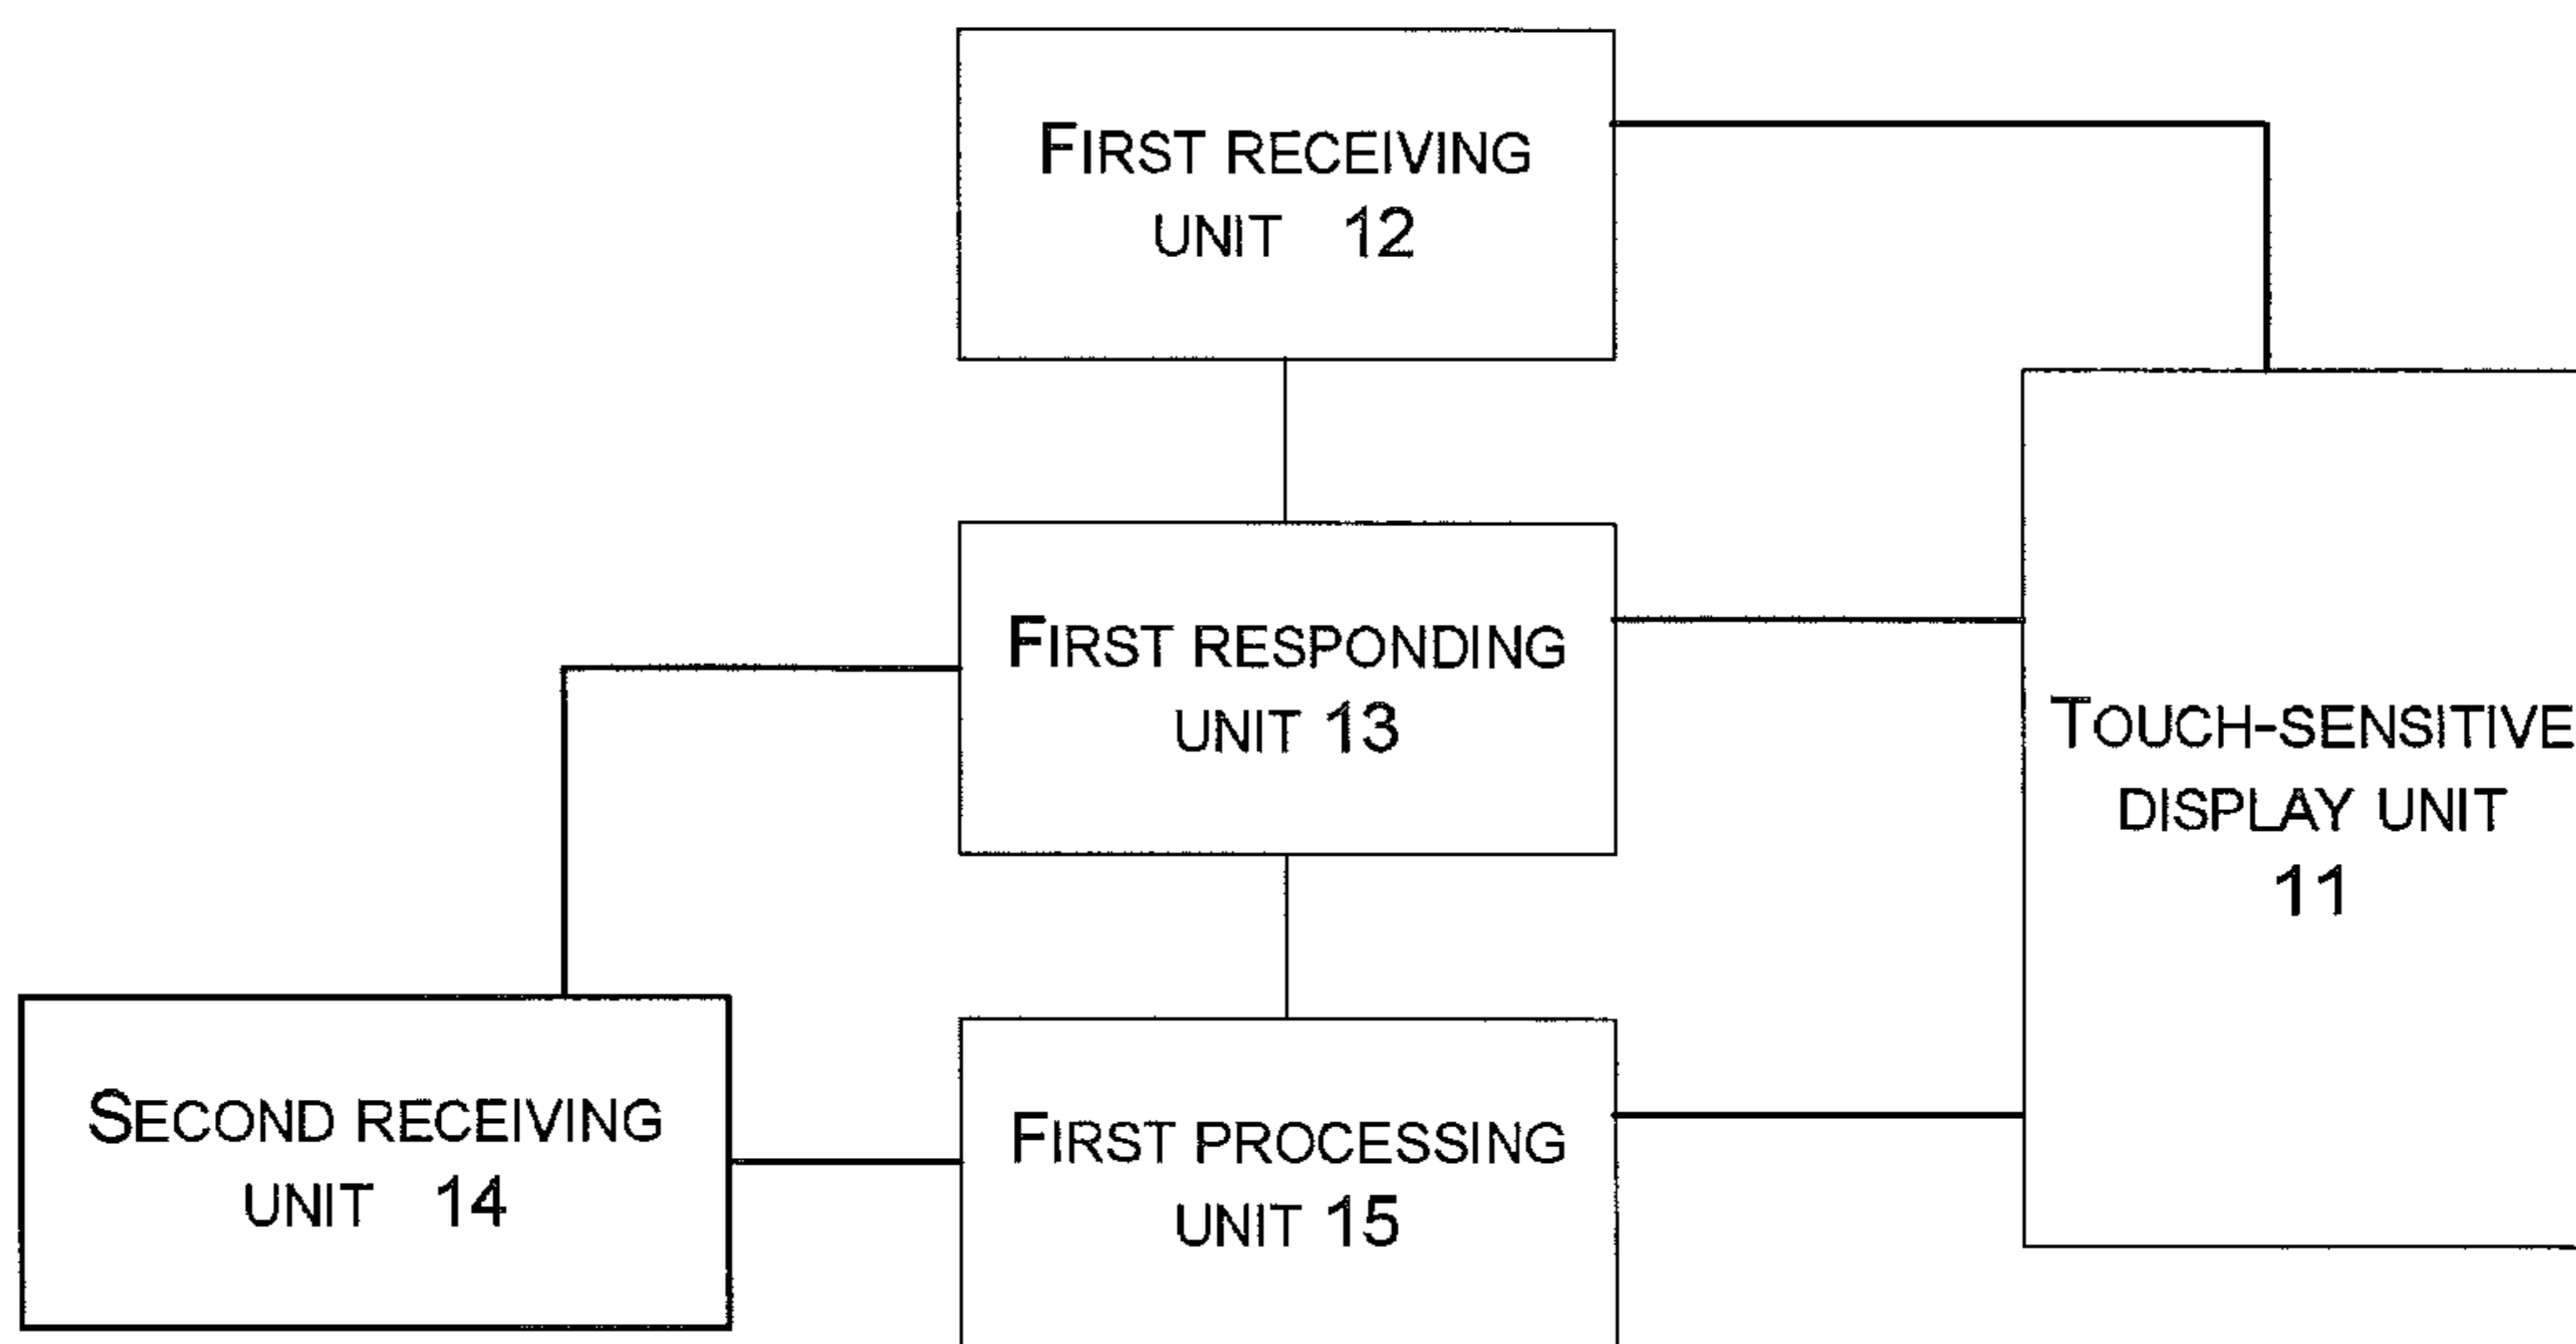 FIRST RECEIVING
UNIT 12
FIRST RESPONDING
UNIT 13
TOUCH-SENSITIVE
DISPLAY UNIT
11
SECOND RECEIVING
UNIT 14
FIRST PROCESSING
UNIT 15